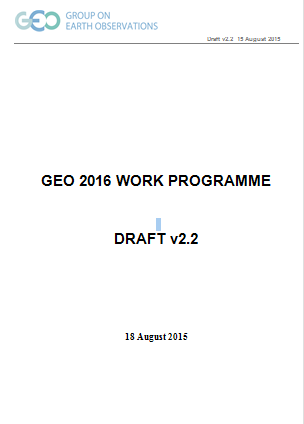 GEO GROUP ON
EARTH OBSERVATIONS
Draft v2.2 15 August 2015
GEO 2016 WORK PROGRAMME
DRAFT v2.2
18 August 2015